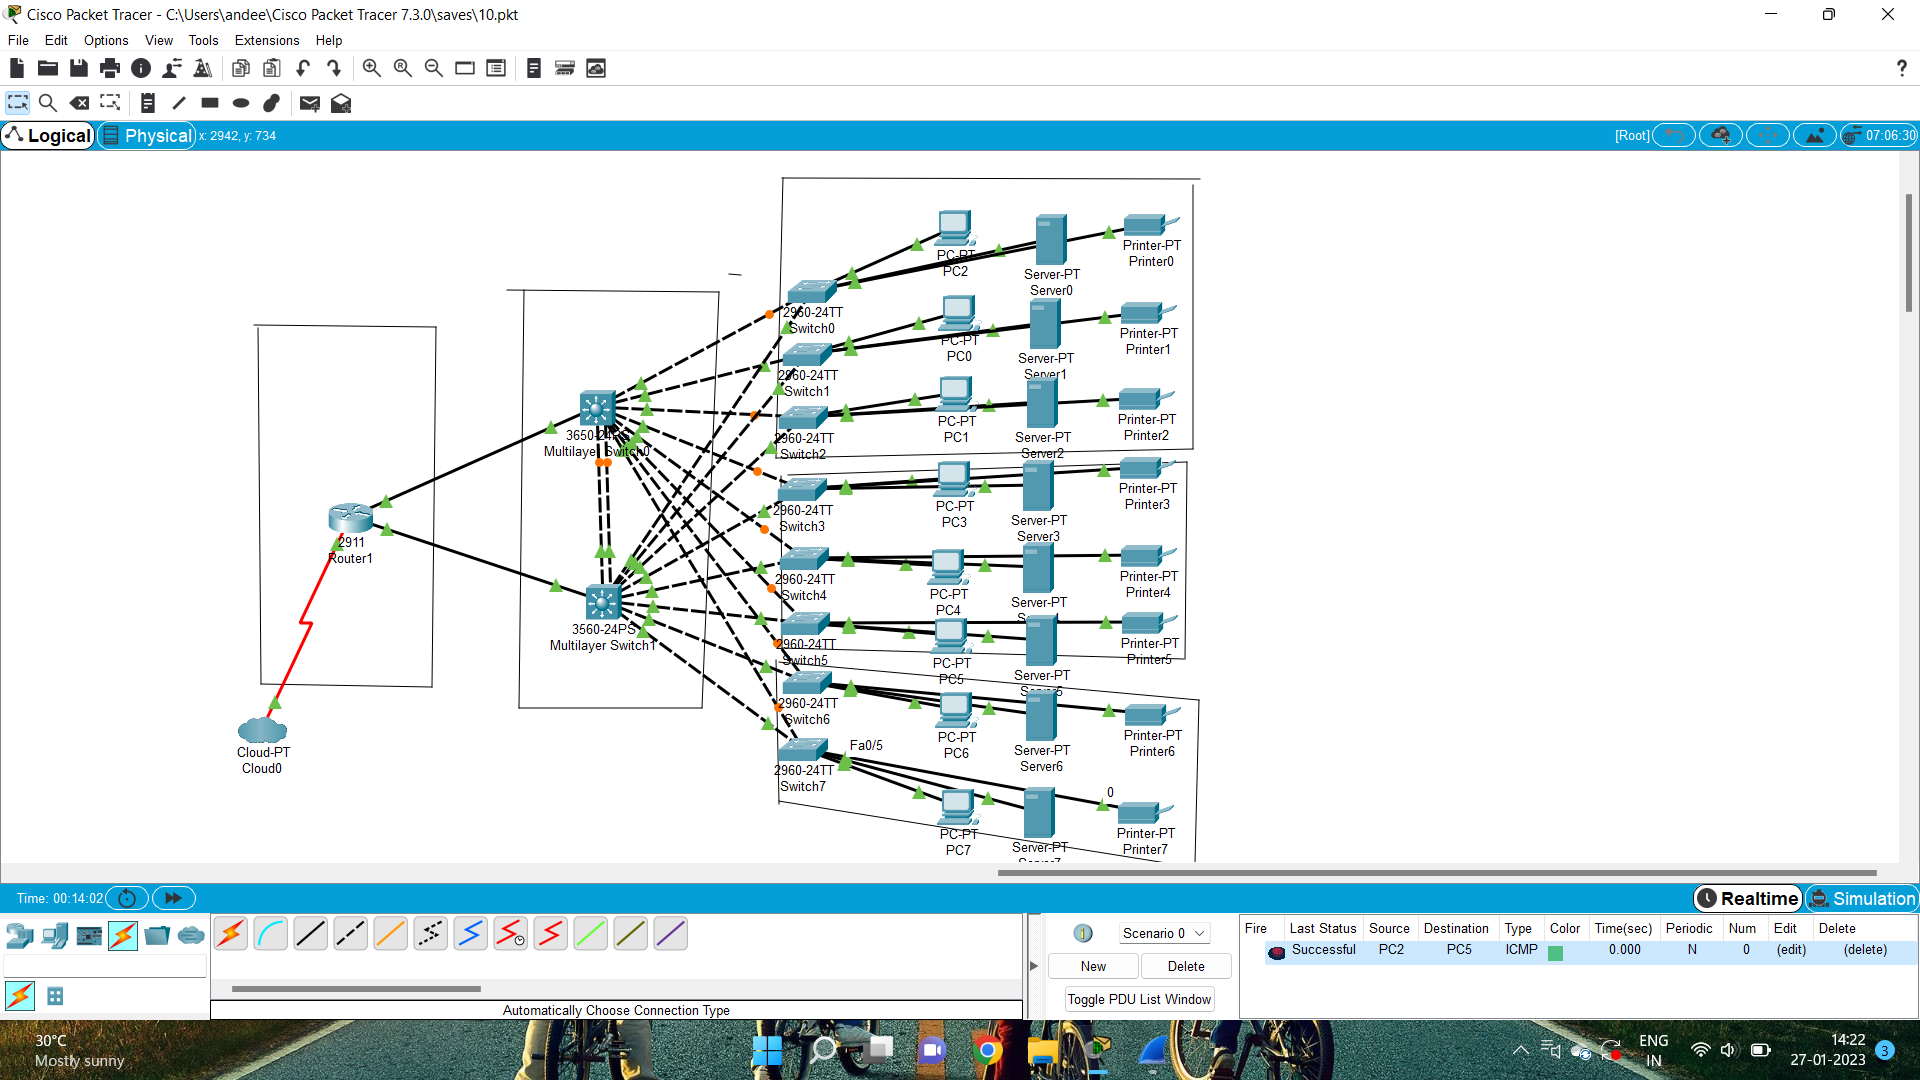 Cisco Packet Tracer - C:\Users\andee\Cisco Packet Tracer 7.3.0\saves\10.pkt
File Edit Options View Tools Extensions Help
?
Logical Physical x: 2942, y: 734 [Root] 07:06:30
PC-PT
PC2
Server-PT
Server0
Printer-PT
Printer0
2960-24TT
Switch0
PC-PT
PC0
Server-PT
Server1
Printer-PT
Printer1
2960-24TT
Switch1
PC-PT
PC1
Server-PT
Server2
Printer-PT
Printer2
2960-24TT
Switch2
3650-24PS
Multilayer Switch0
PC-PT
PC3
Server-PT
Server3
Printer-PT
Printer3
2960-24TT
Switch3
2911
Router1
PC-PT
PC4
Server-PT
Printer-PT
Printer4
2960-24TT
Switch4
3560-24PS
Multilayer Switch1
PC-PT
PC5
Server-PT
Server5
Printer-PT
Printer5
2960-24TT
Switch5
PC-PT
PC6
Server-PT
Server6
Printer-PT
Printer6
2960-24TT
Switch6
Cloud-PT
Cloud0
Fa0/5
2960-24TT
Switch7
0
PC-PT
PC7
Server-PT
Printer-PT
Printer7
Time: 00:14:02 Realtime Simulation
Scenario 0
New Delete
Toggle PDU List Window
Fire Last Status Source Destination Type Color Time(sec) Periodic Num Edit Delete
Successful PC2 PC5 ICMP 0.000 N 0 (edit) (delete)
Automatically Choose Connection Type
30°C
Mostly sunny
ENG
IN
14:22
27-01-2023
3